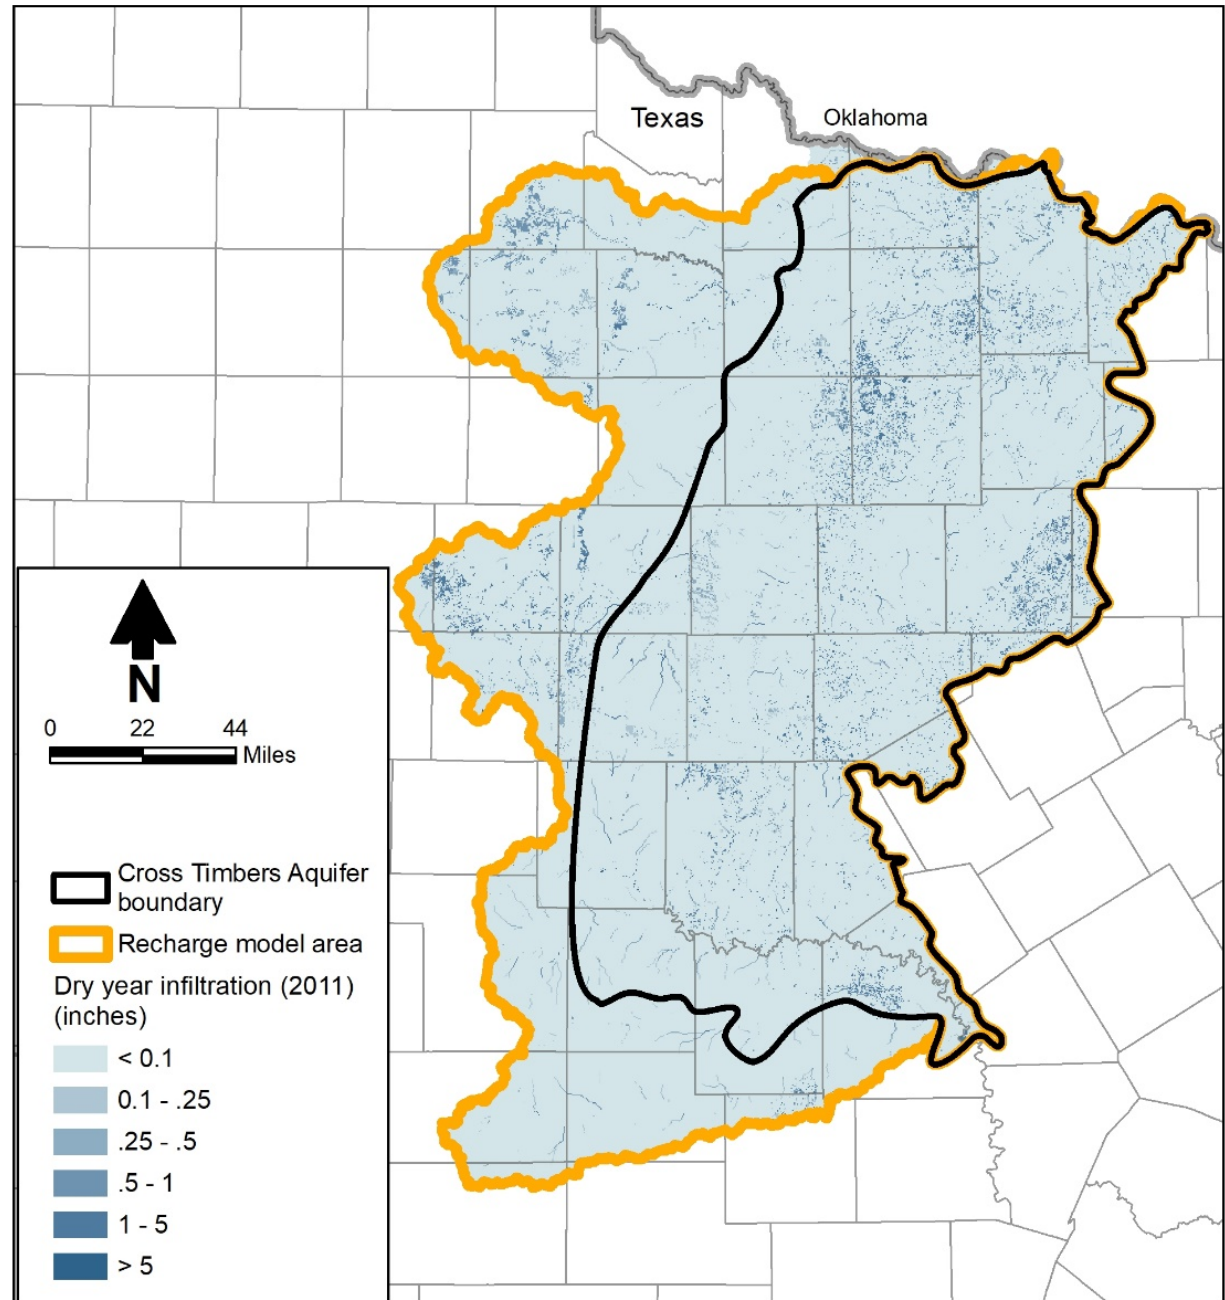 Texas
Oklahoma
N
0 22 44
Miles
Cross Timbers Aquifer
boundary
Recharge model area
Dry year infiltration (2011)
(inches)
< 0.1
0.1 - .25
.25 - .5
.5 - 1
1 - 5
> 5